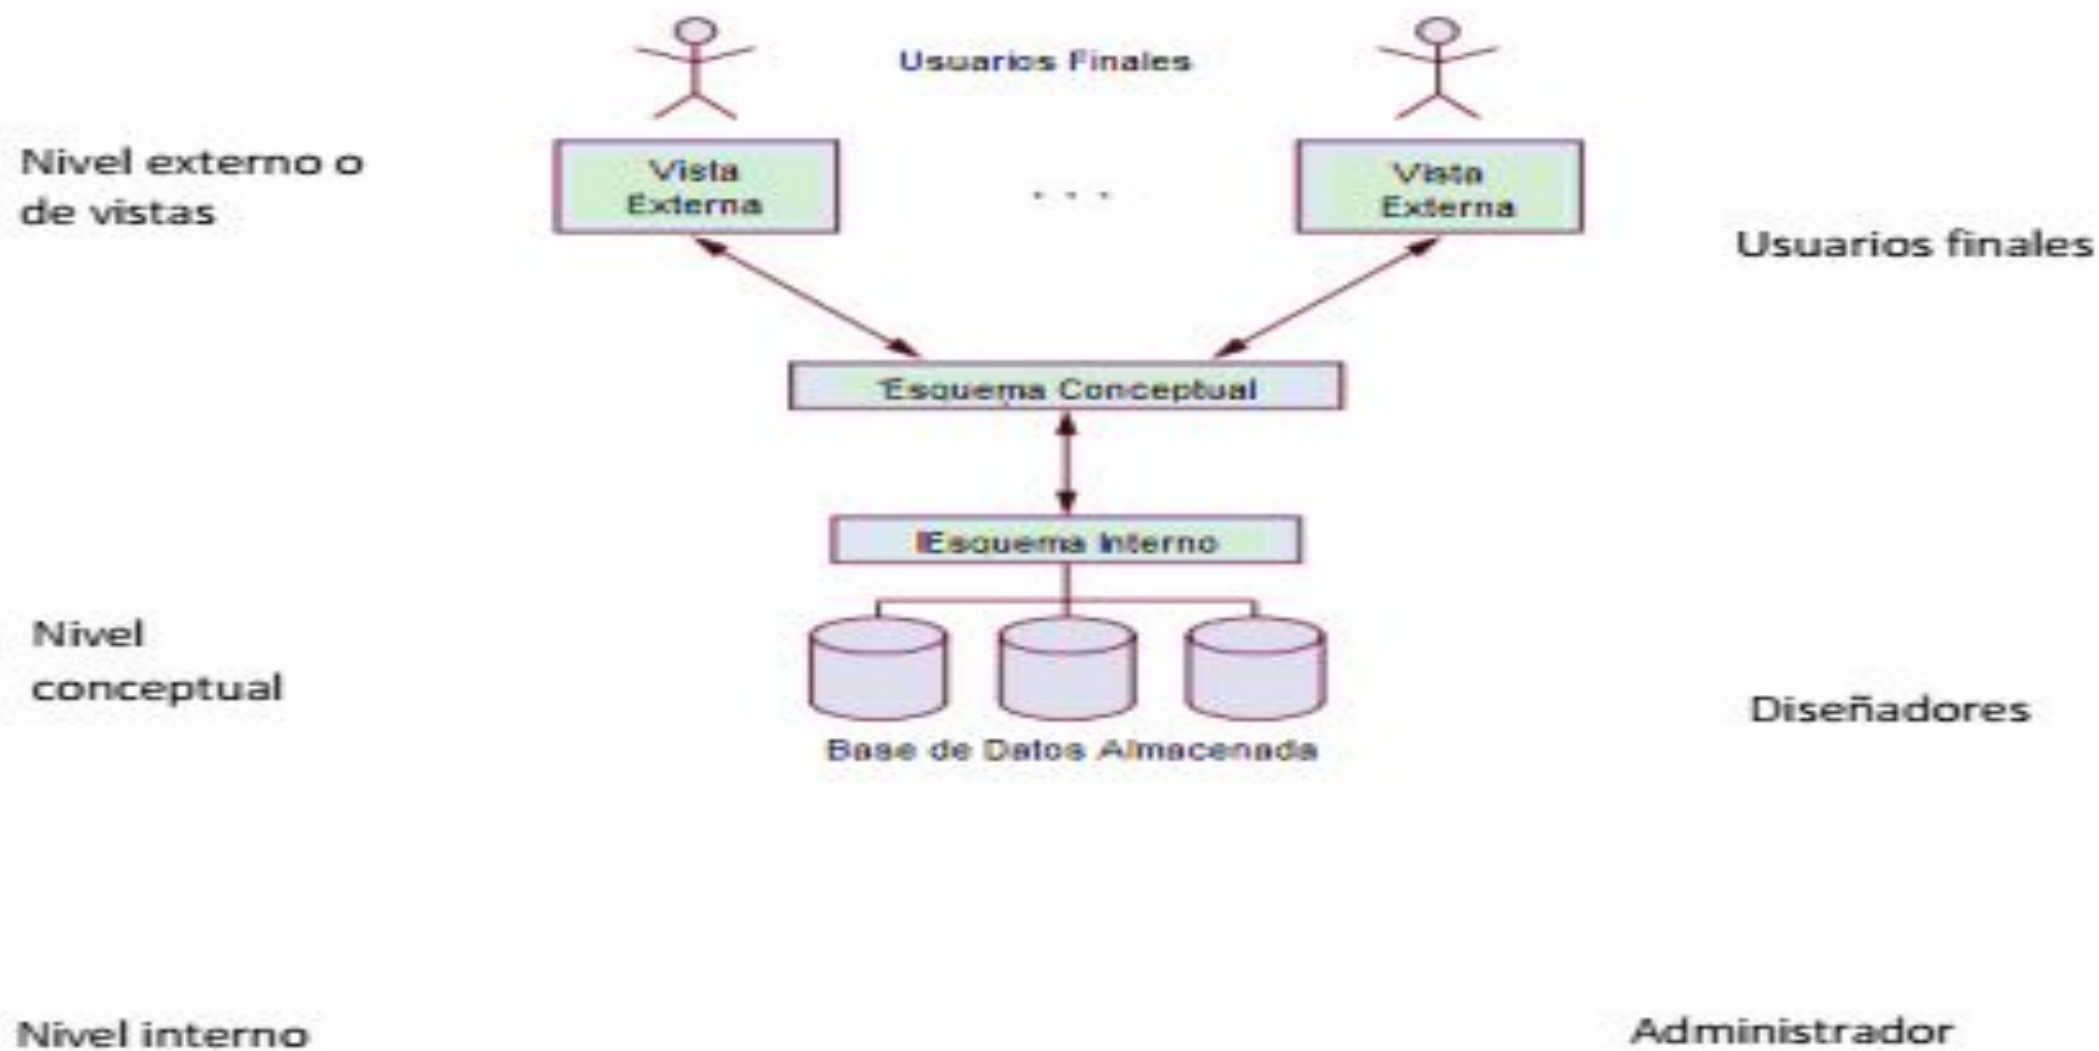 Usuarios Finales
Nivel externo o
de vistas
Vista
Externa
. . .
Vista
Externa
Usuarios finales
Esquema Conceptual
Esquema Interno
Nivel
conceptual
Base de Datos Almacenada
Diseñadores
Nivel interno
Administrador